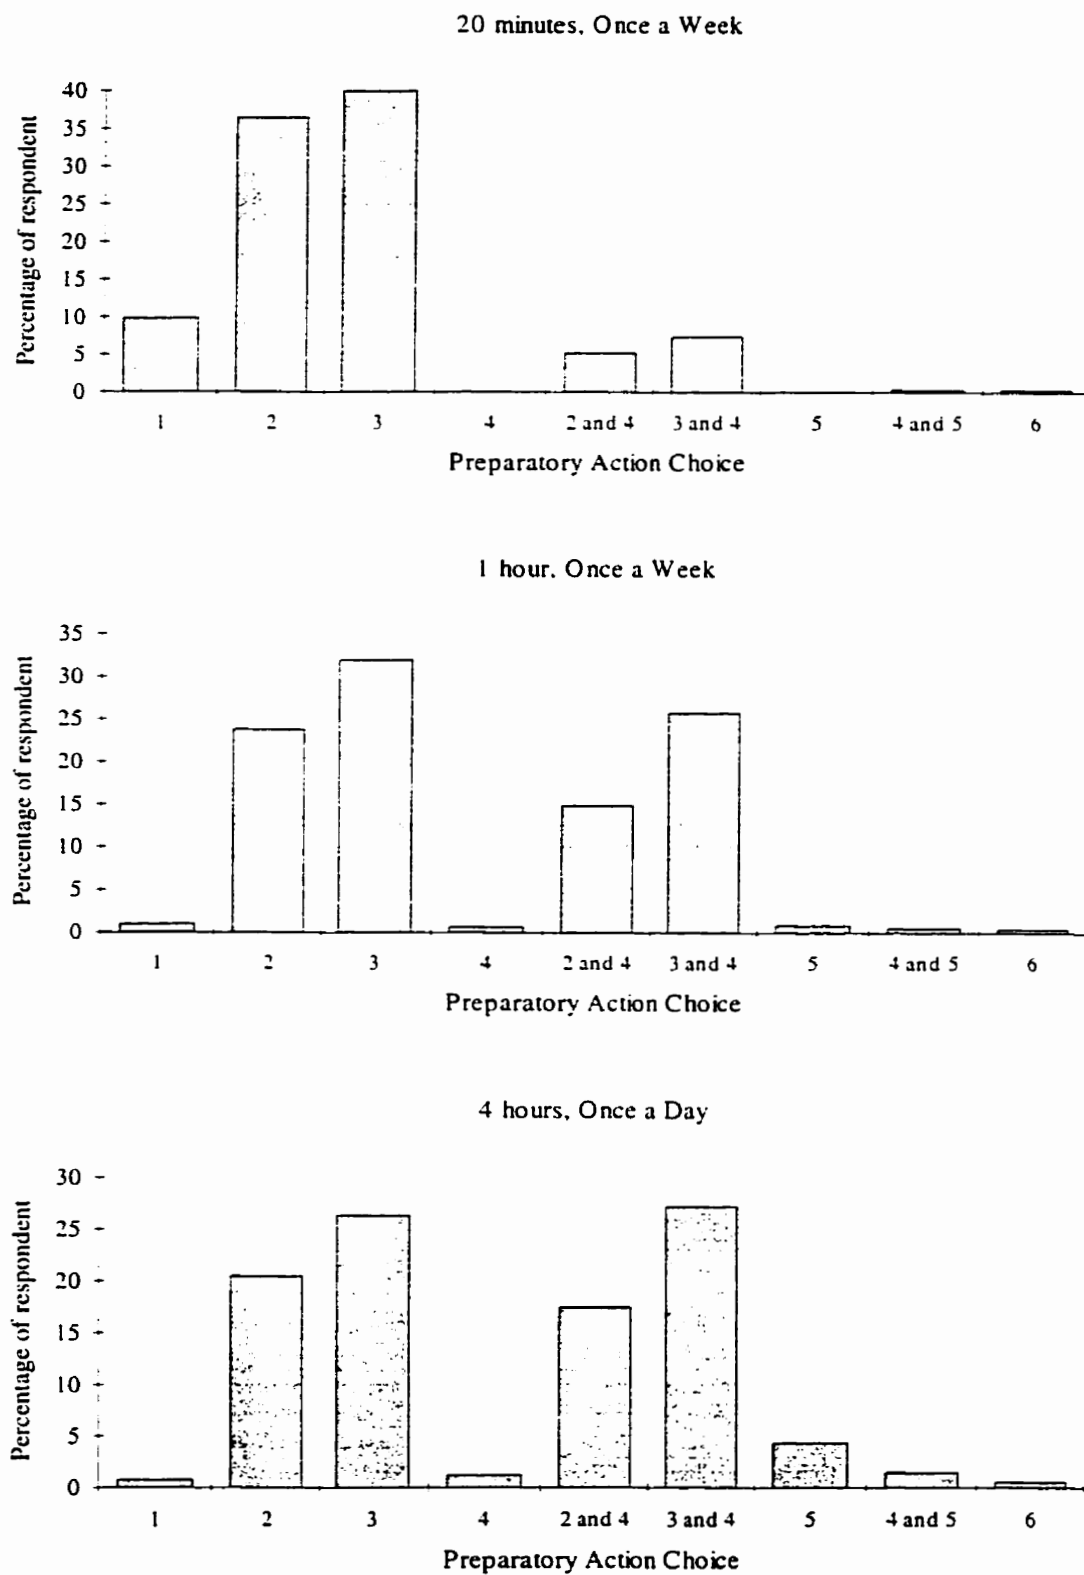 20 minutes, Once a Week
Percentage of respondent
40
35
30
25
20
15
10
5
0
1 2 3 4 2 and 4 3 and 4 5 4 and 5 6
Preparatory Action Choice
1 hour, Once a Week
Percentage of respondent
35
30
25
20
15
10
5
0
1 2 3 4 2 and 4 3 and 4 5 4 and 5 6
Preparatory Action Choice
4 hours, Once a Day
Percentage of respondent
30
25
20
15
10
5
0
1 2 3 4 2 and 4 3 and 4 5 4 and 5 6
Preparatory Action Choice